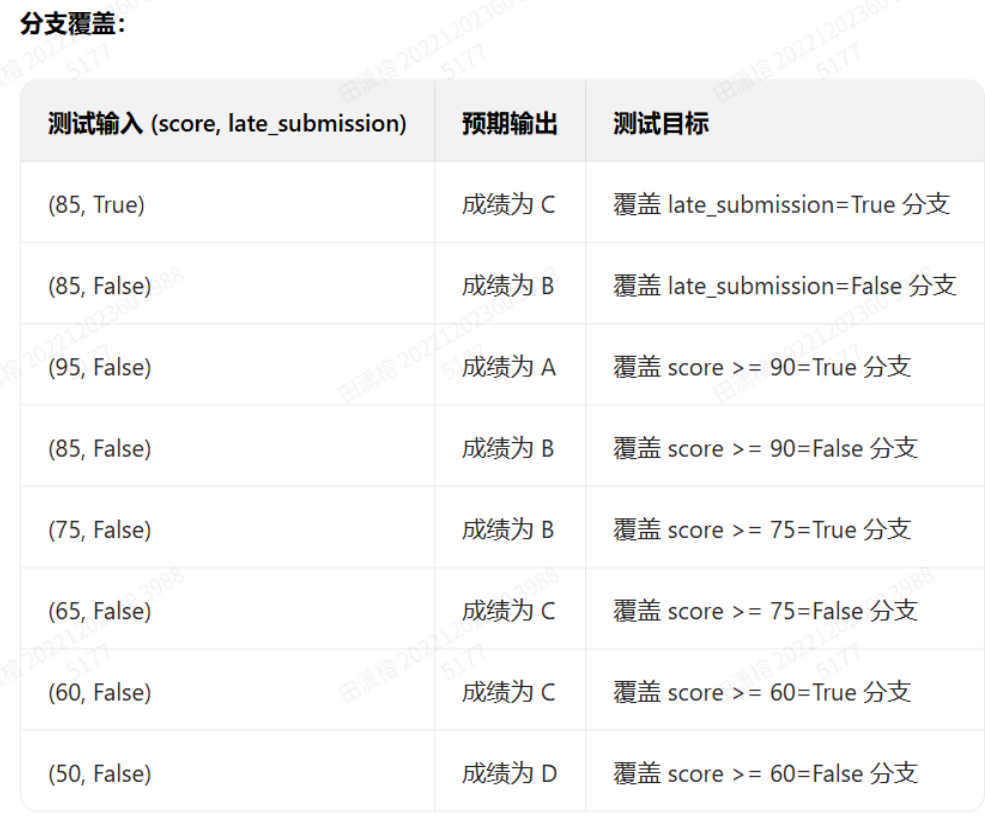 分支覆盖：
测试输入 (score, late_submission) 预期输出 测试目标
(85, True) 成绩为 C 覆盖 late_submission=True 分支
(85, False) 成绩为 B 覆盖 late_submission=False 分支
(95, False) 成绩为 A 覆盖 score >= 90=True 分支
(85, False) 成绩为 B 覆盖 score >= 90=False 分支
(75, False) 成绩为 B 覆盖 score >= 75=True 分支
(65, False) 成绩为 C 覆盖 score >= 75=False 分支
(60, False) 成绩为 C 覆盖 score >= 60=True 分支
(50, False) 成绩为 D 覆盖 score >= 60=False 分支